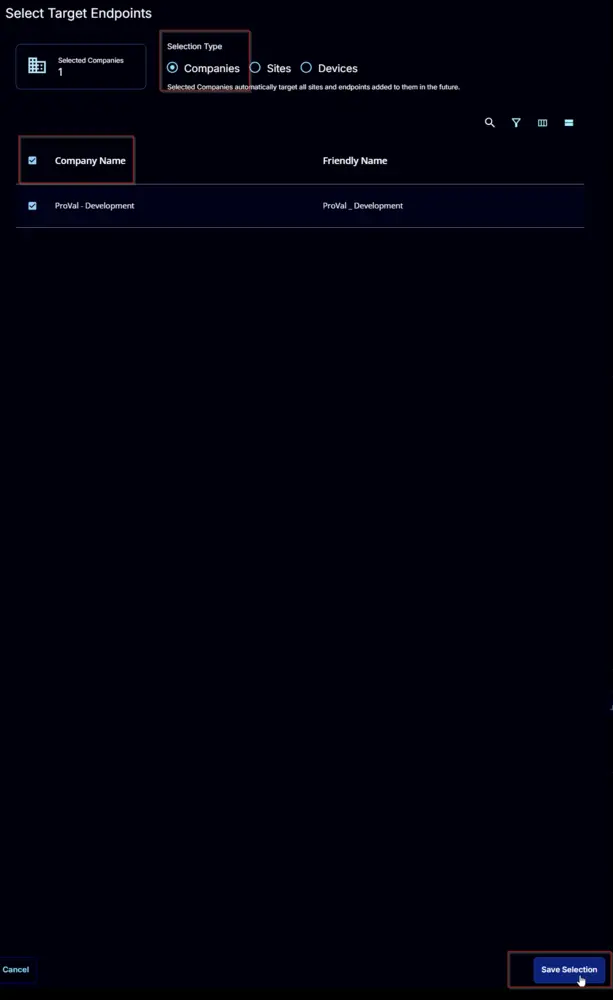 Select Target Endpoints
Selected Companies
1
Selection Type
Companies Sites Devices
Selected Companies automatically target all sites and endpoints added to them in the future.
Company Name Friendly Name
ProVal - Development ProVal _ Development
Cancel Save Selection